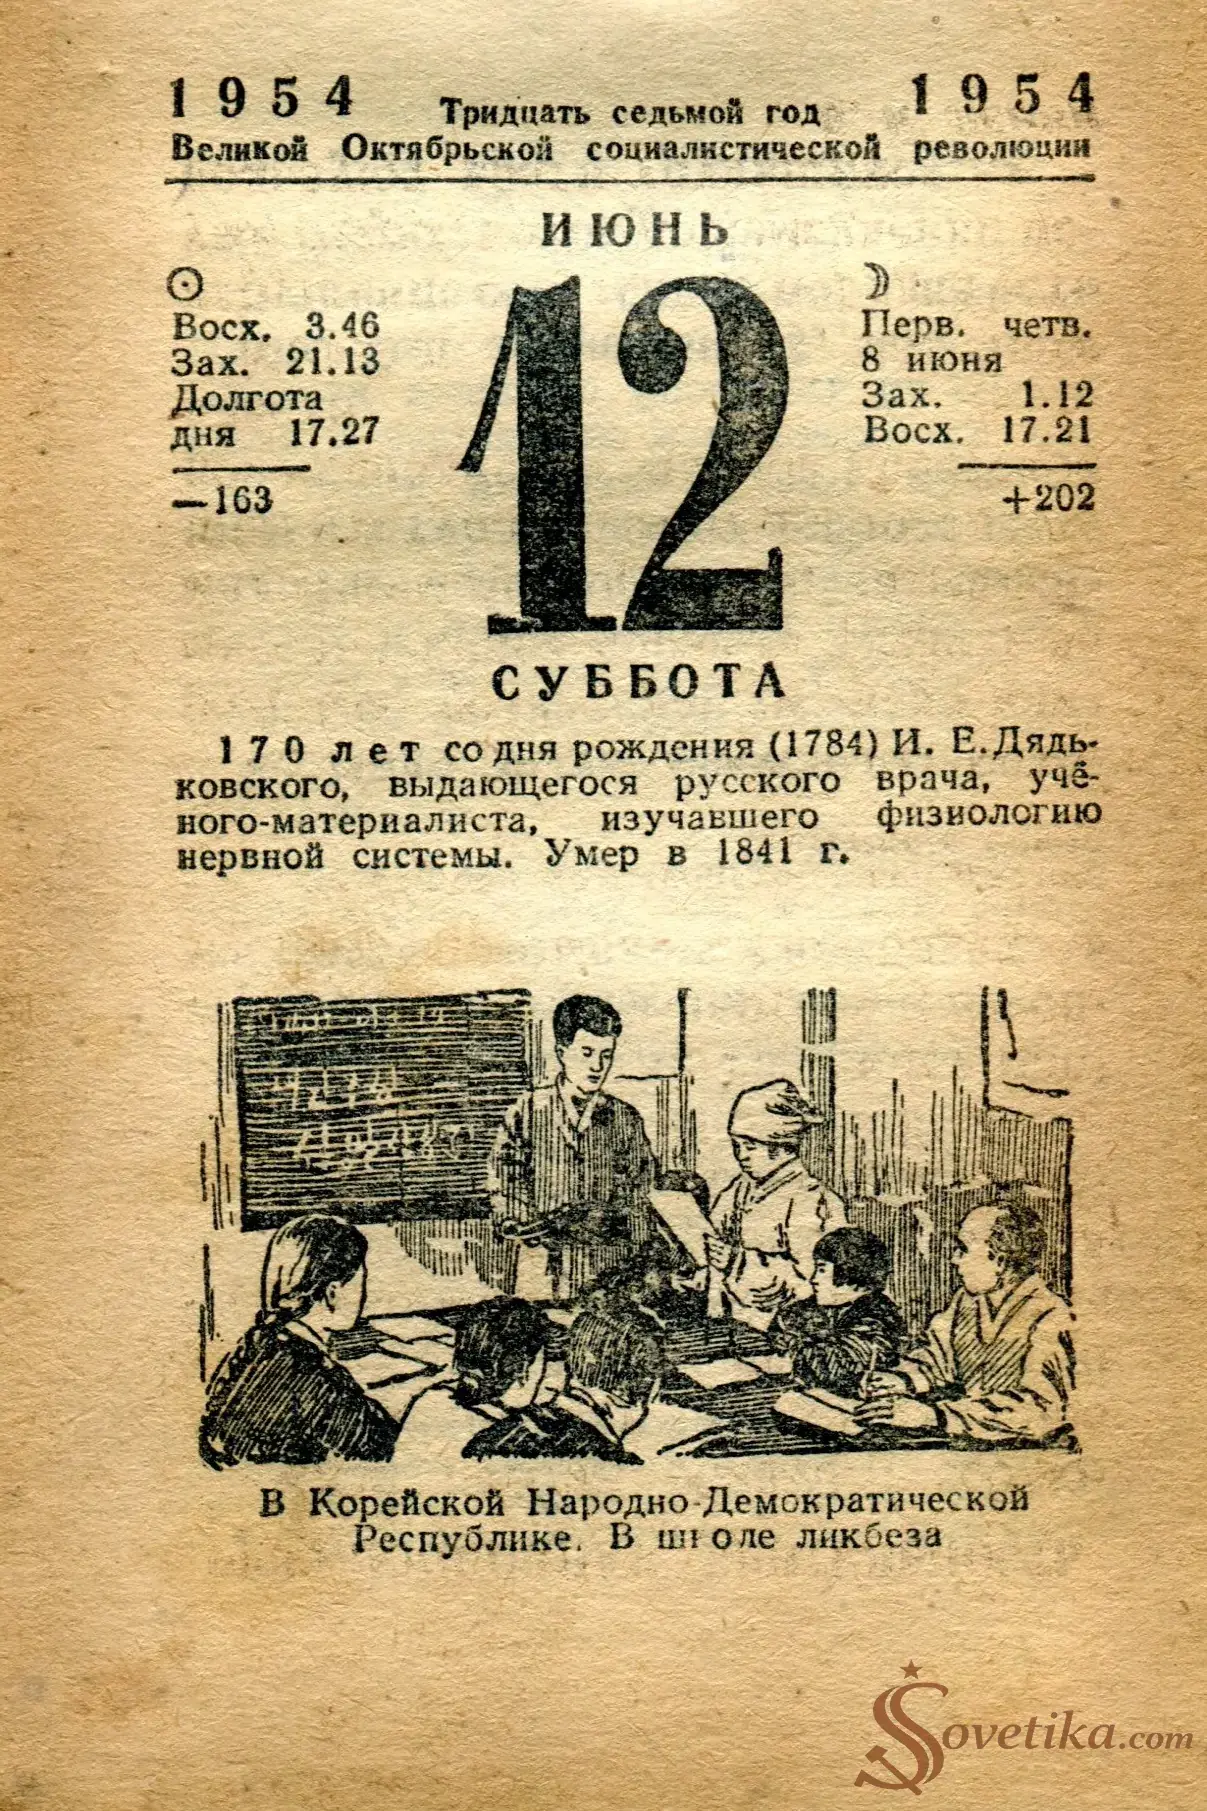 1954 Тридцать седьмой год 1954
Великой Октябрьской социалистической революции
ИЮНЬ
Восх. 3.46
Зах. 21.13
Долгота
дня 17.27
—163
12
Перв. четв.
8 июня
Зах. 1.12
Восх. 17.21
+202
СУББОТА
170 лет со дня рождения (1784) И. Е. Дядь-
ковского, выдающегося русского врача, учё-
ного-материалиста, изучавшего физиологию
нервной системы. Умер в 1841 г.
В Корейской Народно-Демократической
Республике. В школе ликбеза
Sovetika.com